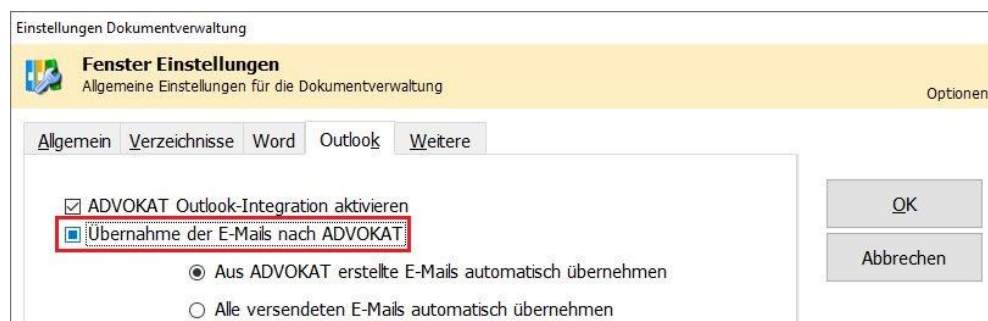 Einstellungen Dokumentverwaltung
Fenster Einstellungen
Allgemeine Einstellungen für die Dokumentverwaltung
Optionen
Allgemein Verzeichnisse Word Outlook Weitere
ADVOKAT Outlook-Integration aktivieren
OK
Übernahme der E-Mails nach ADVOKAT
Abbrechen
Aus ADVOKAT erstellte E-Mails automatisch übernehmen
Alle versendeten E-Mails automatisch übernehmen